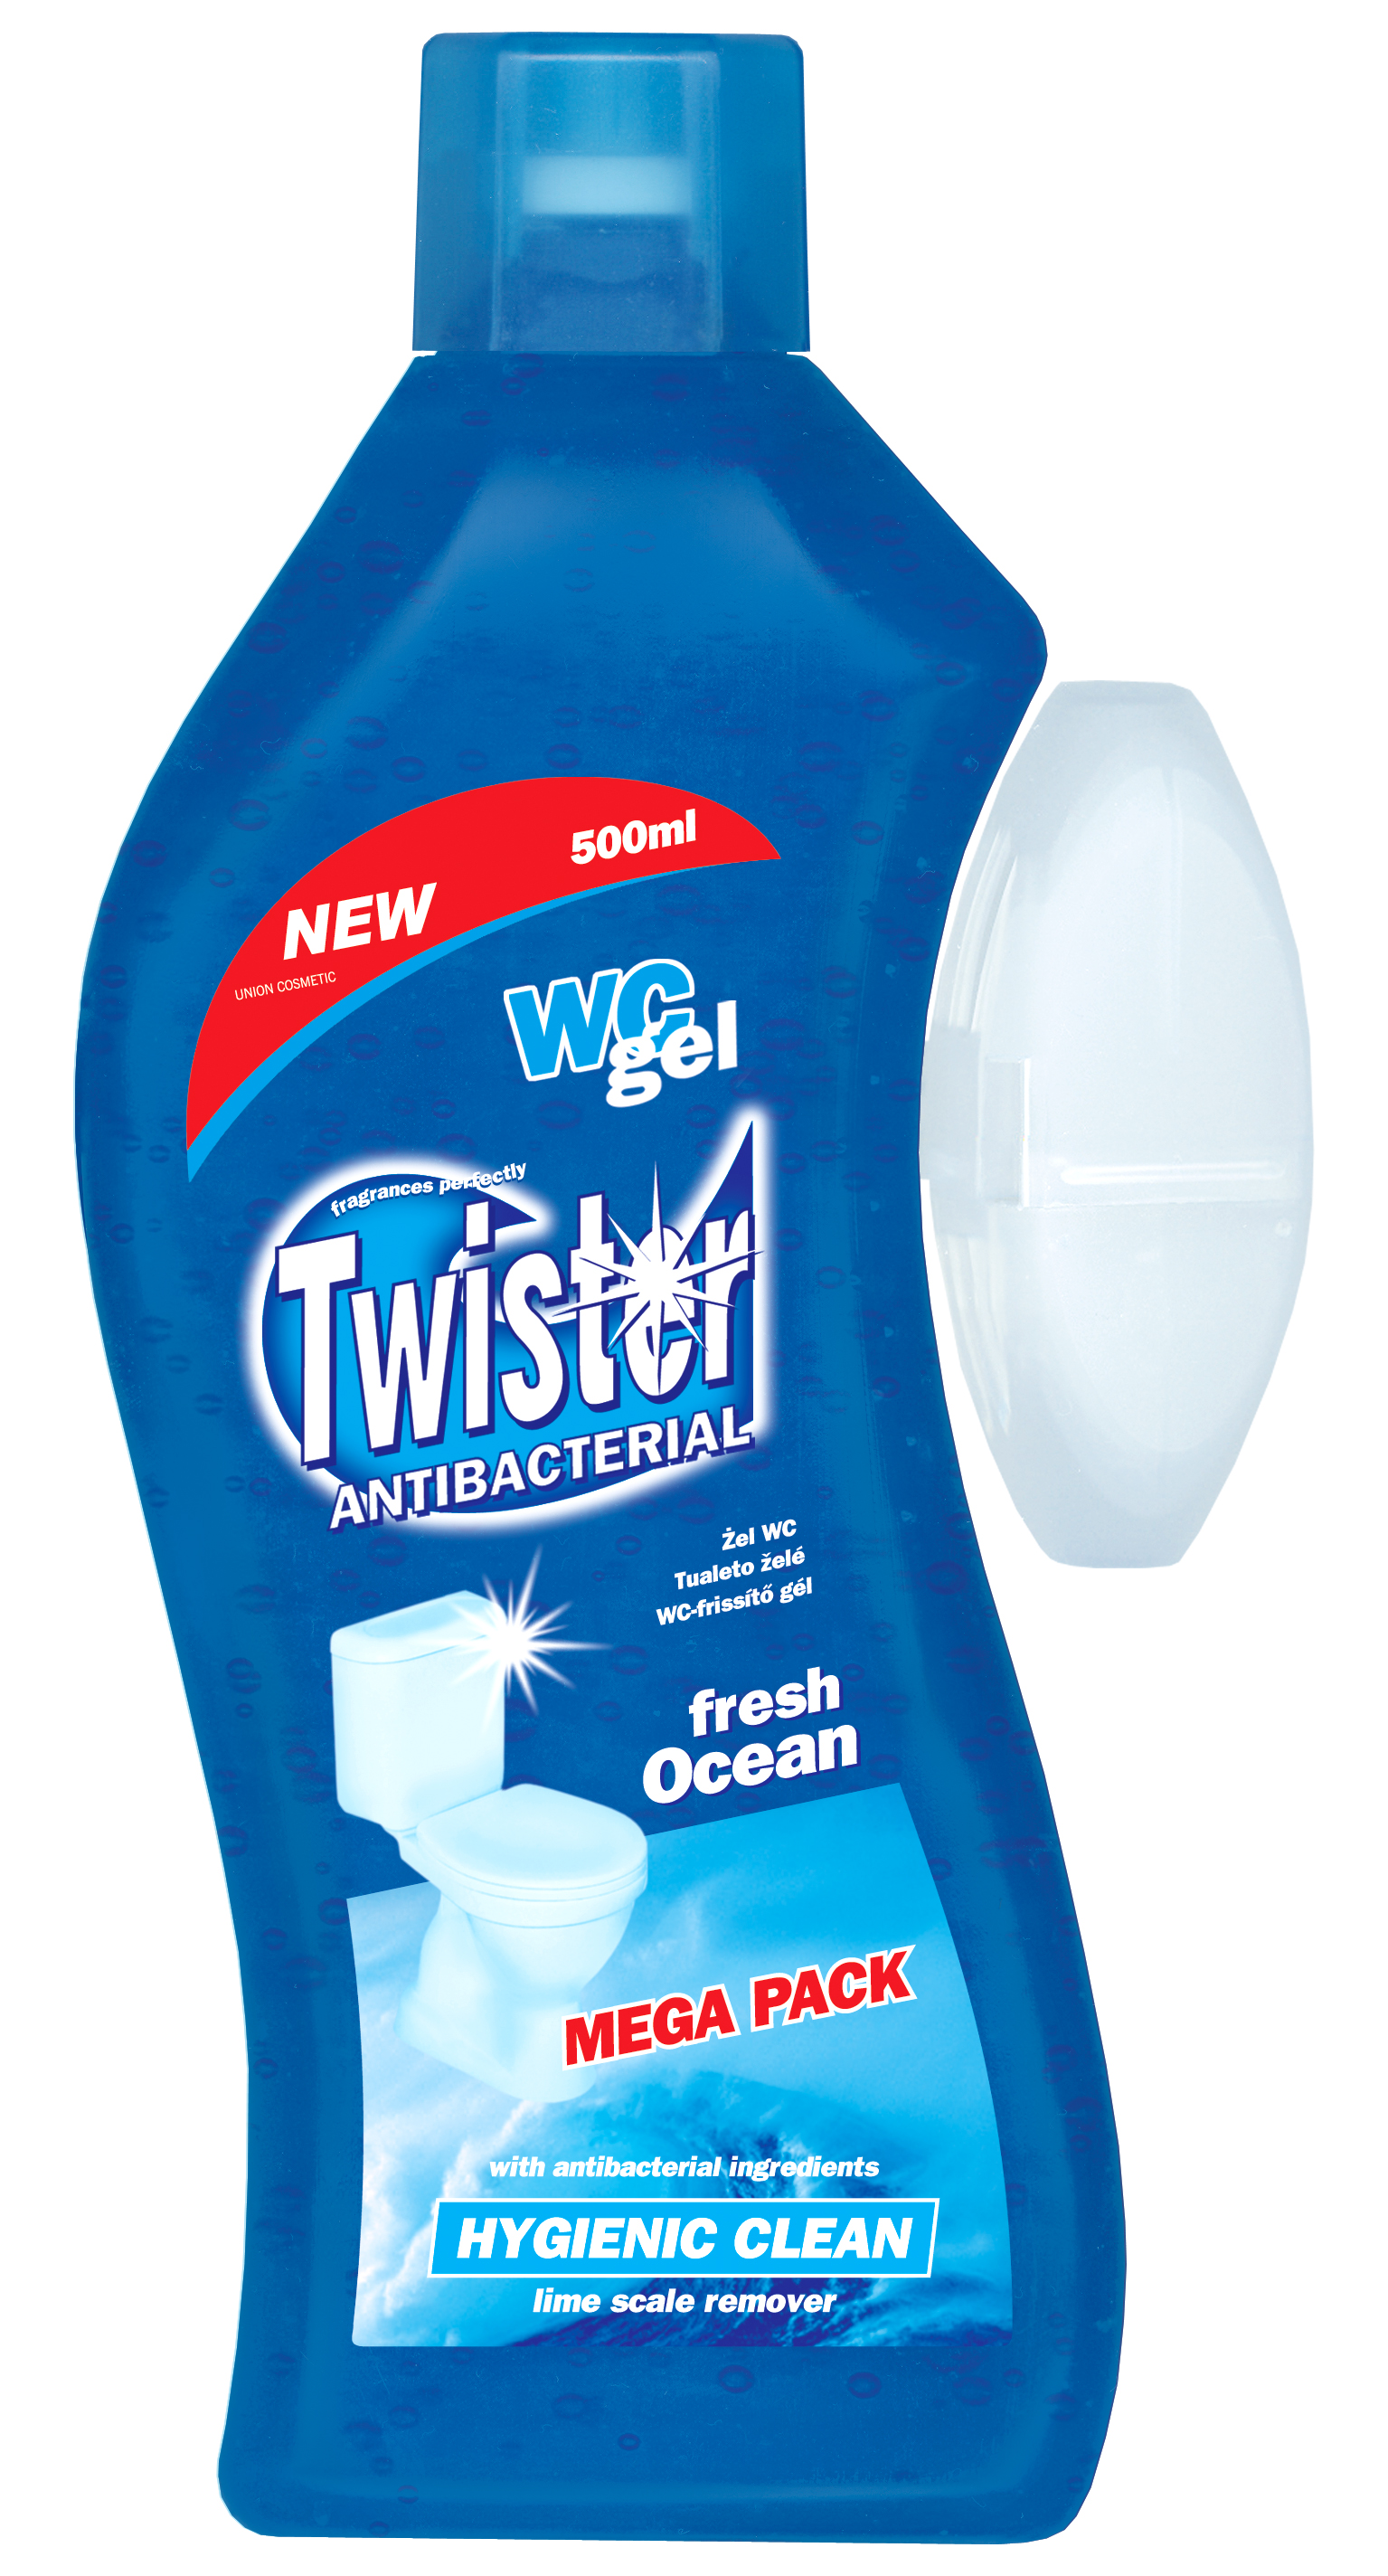 500ml
NEW
UNION COSMETIC
WC
gel
fragrances perfectly
Twister
ANTIBACTERIAL
Żel WC
Tualeto želé
WC-frissítő gél
fresh
Ocean
MEGA PACK
with antibacterial ingredients
HYGIENIC CLEAN
lime scale remover